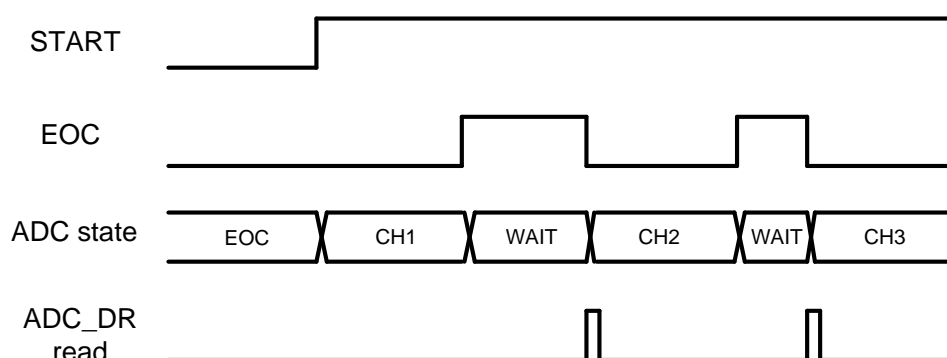 START
EOC
ADC state
EOC CH1 WAIT CH2 WAIT CH3
ADC_DR
read